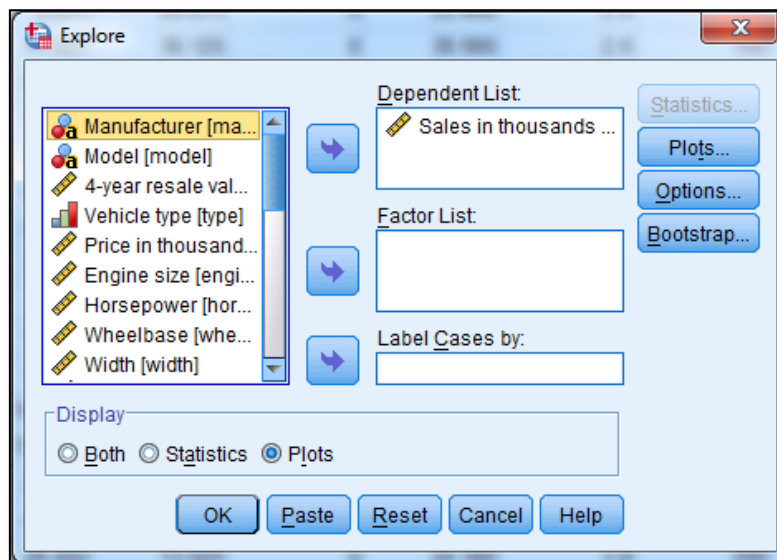 Explore
Dependent List:
Manufacturer [ma...
Model [model]
4-year resale val...
Vehicle type [type]
Price in thousand...
Engine size [engi...
Horsepower [hor...
Wheelbase [whe...
Width [width]
Sales in thousands ...
Factor List:
Label Cases by:
Statistics...
Plots...
Options...
Bootstrap...
Display
Both Statistics Plots
OK Paste Reset Cancel Help